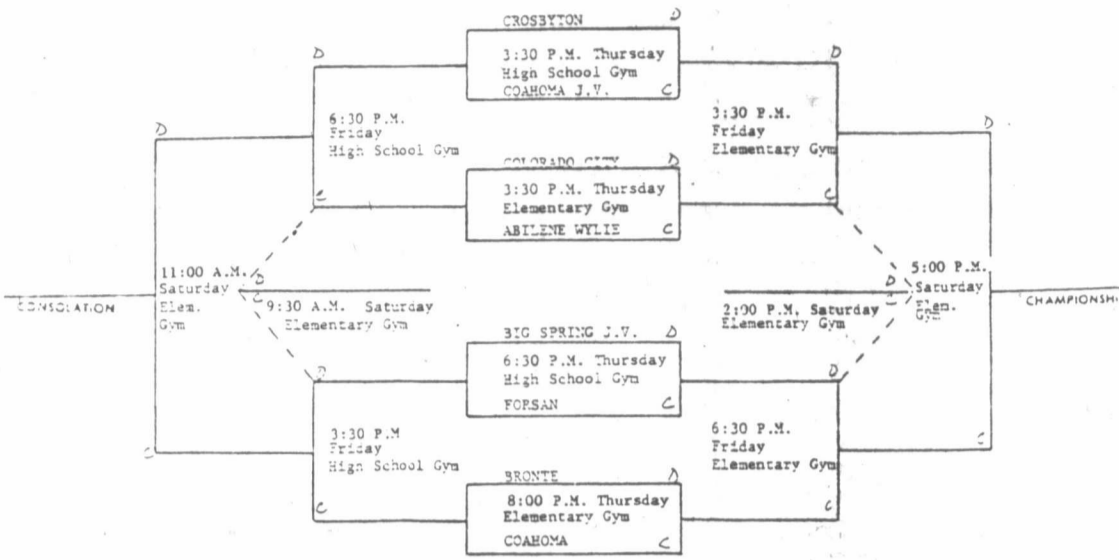 CROSBYTON D
3:30 P.M. Thursday
High School Gym
COAHOMA J.V. C
D
6:30 P.M.
Friday
High School Gym
C
D
3:30 P.M.
Friday
Elementary Gym
C
COLORADO CITY D
3:30 P.M. Thursday
Elementary Gym
ABILENE WYLIE C
D
11:00 A.M.
Saturday
Elem.
Gym
C
CONSOLATION
D
C
9:30 A.M. Saturday
Elementary Gym
D
2:00 P.M. Saturday
Elementary Gym
D
5:00 P.M.
Saturday
Elem.
Gym
C
CHAMPIONSH
BIG SPRING J.V. D
6:30 P.M. Thursday
High School Gym
FORSAN C
D
3:30 P.M
Friday
High School Gym
C
D
6:30 P.M.
Friday
Elementary Gym
C
BRONTE D
8:00 P.M. Thursday
Elementary Gym
COAHOMA C